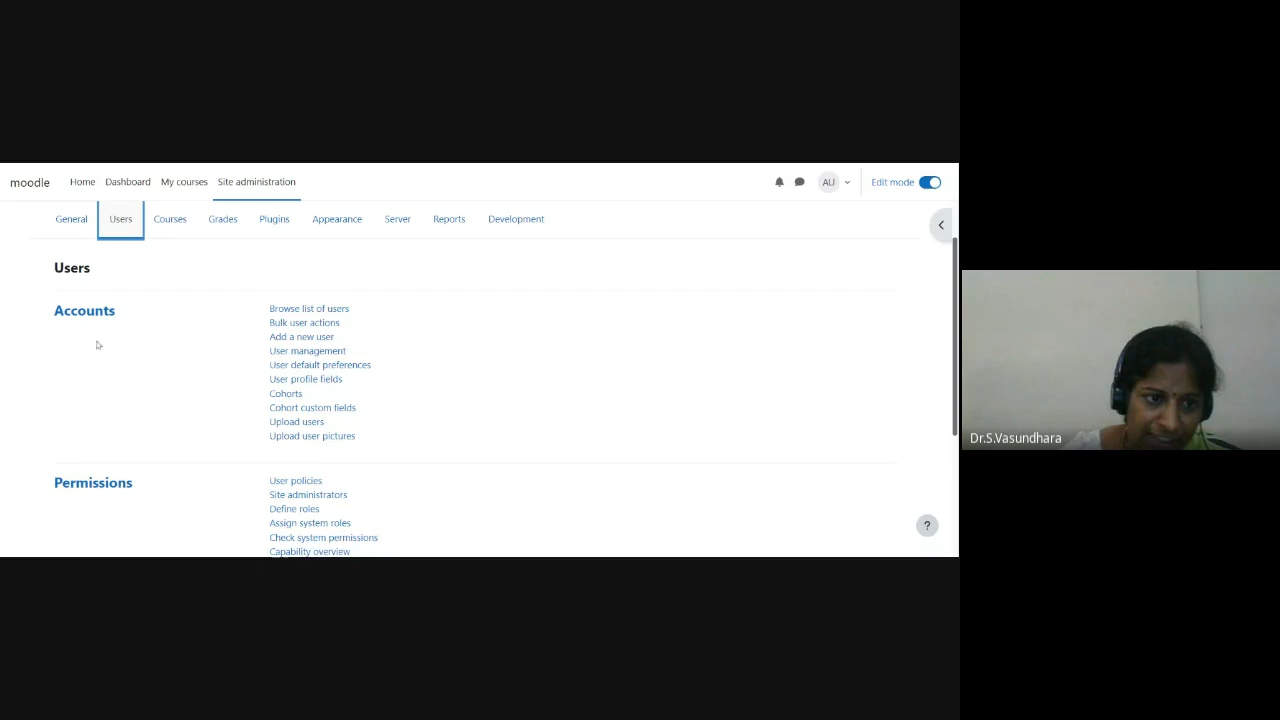 moodle Home Dashboard My courses Site administration AU Edit mode
General Users Courses Grades Plugins Appearance Server Reports Development
Users
Accounts
Browse list of users
Bulk user actions
Add a new user
User management
User default preferences
User profile fields
Cohorts
Cohort custom fields
Upload users
Upload user pictures
Permissions
User policies
Site administrators
Define roles
Assign system roles
Check system permissions
Capability overview
?
Dr.S.Vasundhara